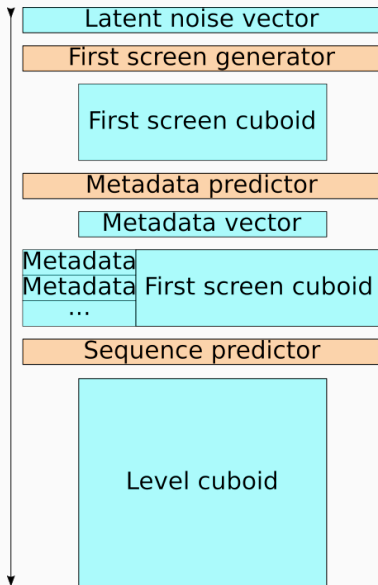 Latent noise vector
First screen generator
First screen cuboid
Metadata predictor
Metadata vector
Metadata
Metadata
...
First screen cuboid
Sequence predictor
Level cuboid